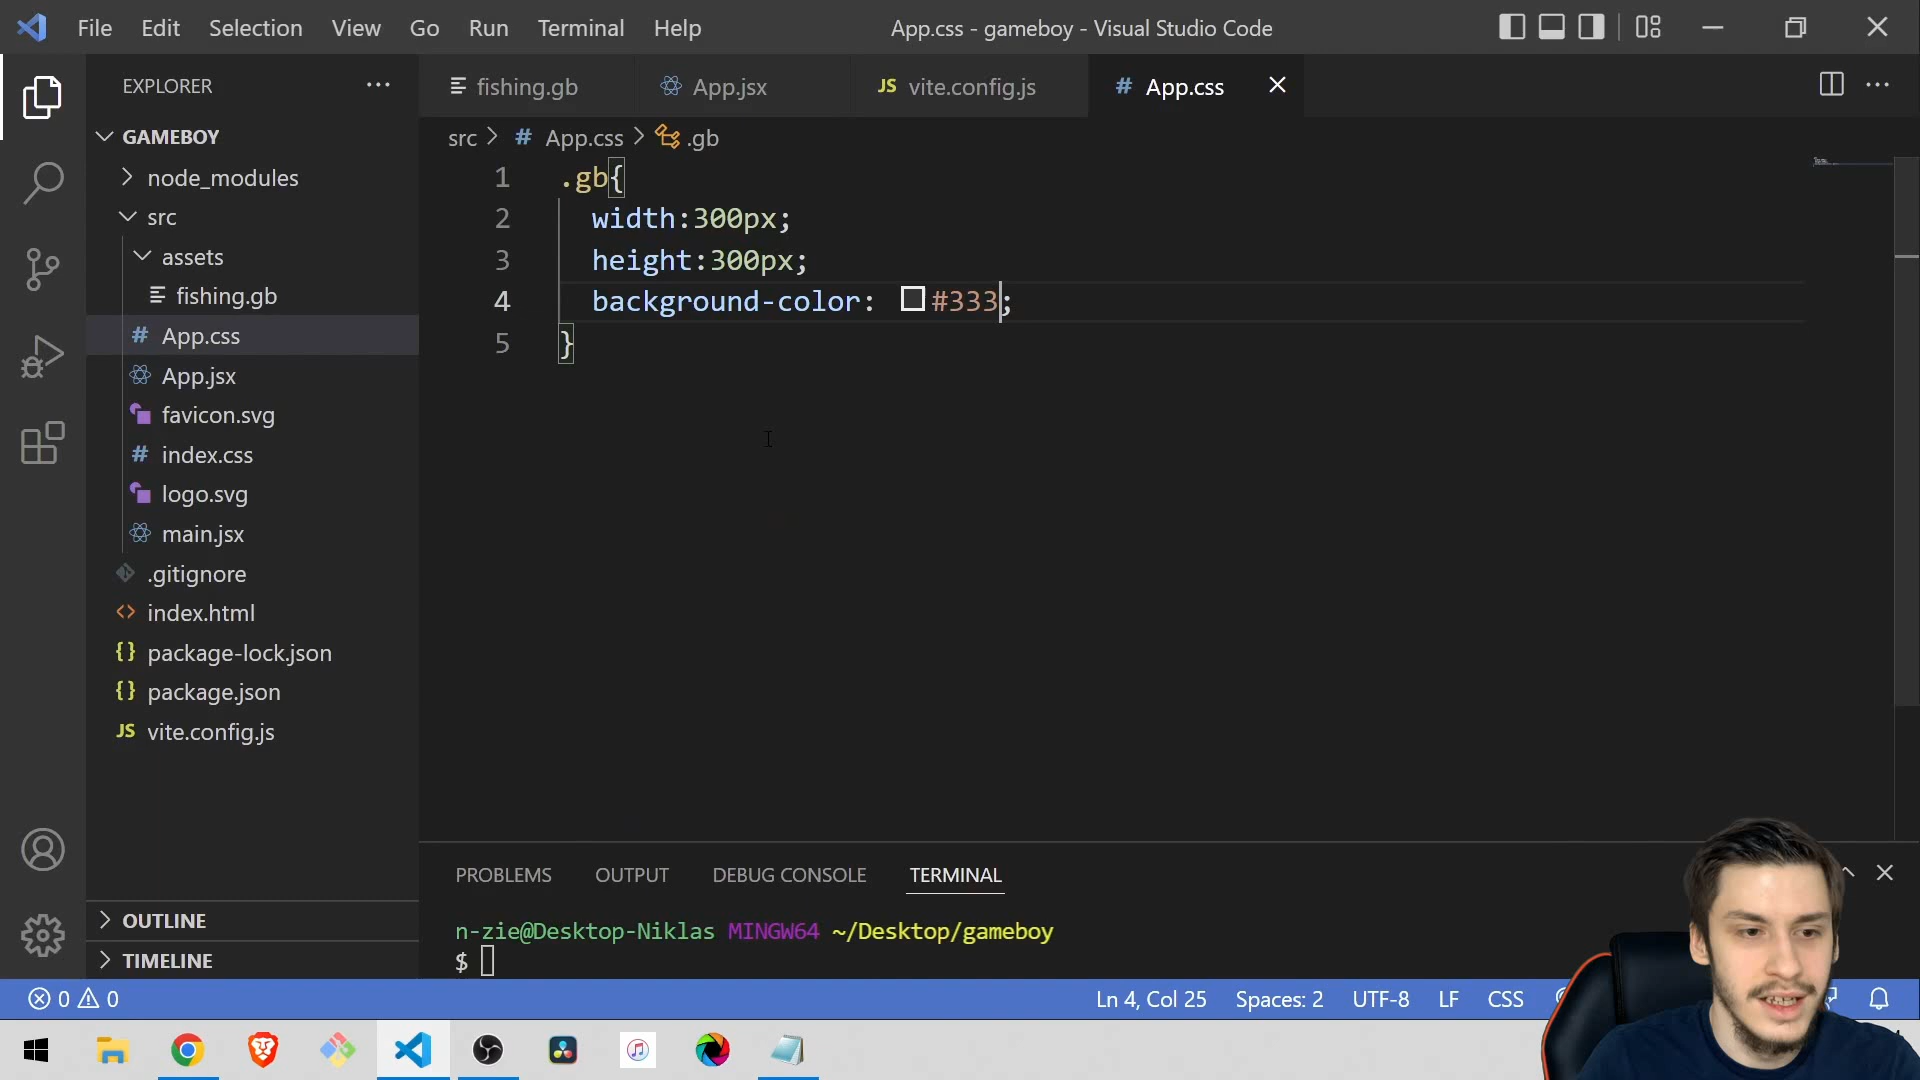 File Edit Selection View Go Run Terminal Help
App.css - gameboy - Visual Studio Code
EXPLORER
fishing.gb
App.jsx
JS vite.config.js
# App.css
src > # App.css > .gb
GAMEBOY
node_modules
src
assets
fishing.gb
# App.css
App.jsx
favicon.svg
# index.css
logo.svg
main.jsx
.gitignore
<> index.html
{} package-lock.json
{} package.json
JS vite.config.js
OUTLINE
TIMELINE
1 .gb{
2 width:300px;
3 height:300px;
4 background-color: #333;
5 }
PROBLEMS OUTPUT DEBUG CONSOLE TERMINAL
n-zie@Desktop-Niklas MINGW64 ~/Desktop/gameboy
$
0 0
Ln 4, Col 25 Spaces: 2 UTF-8 LF CSS